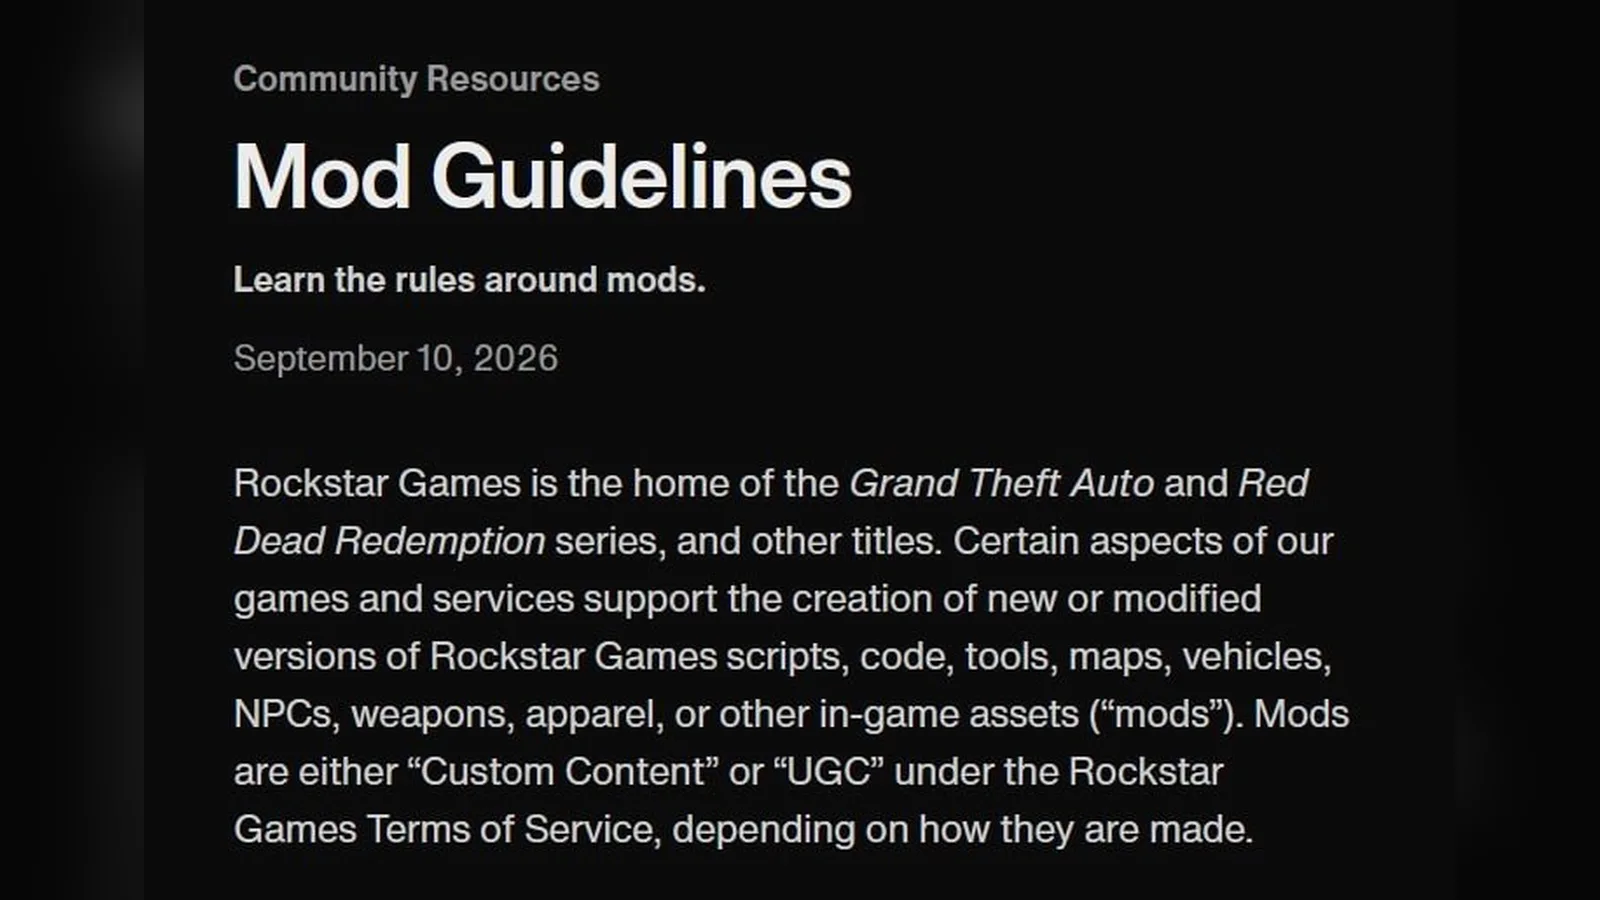 Community Resources
Mod Guidelines
Learn the rules around mods.
September 10, 2026
Rockstar Games is the home of the Grand Theft Auto and Red
Dead Redemption series, and other titles. Certain aspects of our
games and services support the creation of new or modified
versions of Rockstar Games scripts, code, tools, maps, vehicles,
NPCs, weapons, apparel, or other in-game assets (“mods”). Mods
are either “Custom Content” or “UGC” under the Rockstar
Games Terms of Service, depending on how they are made.